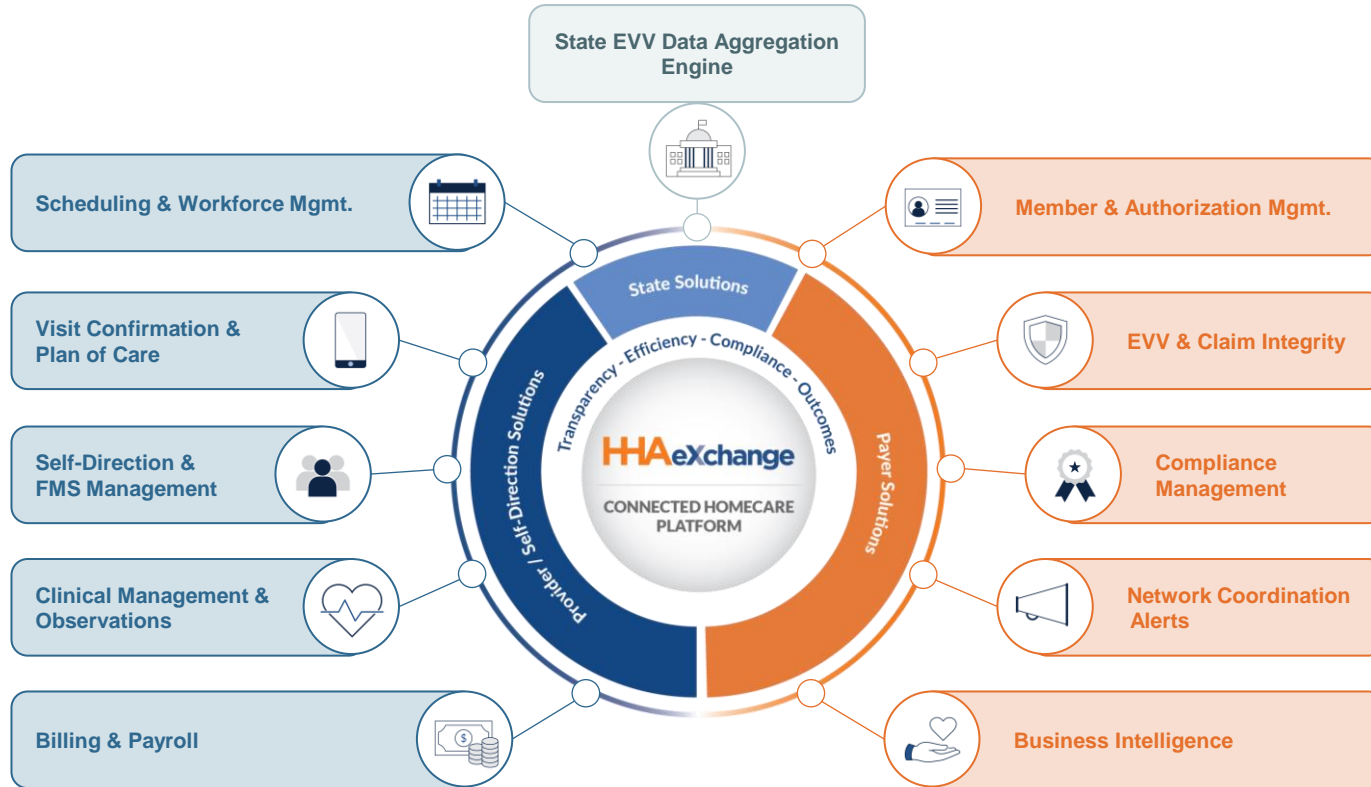 State EVV Data Aggregation
Engine
Scheduling & Workforce Mgmt.
Visit Confirmation &
Plan of Care
Self-Direction &
FMS Management
Clinical Management &
Observations
$
Billing & Payroll
State Solutions
Provider / Self-Direction Solutions
Payer Solutions
Transparency - Efficiency - Compliance - Outcomes
HHAeXchange
CONNECTED HOMECARE
PLATFORM
Member & Authorization Mgmt.
EVV & Claim Integrity
Compliance
Management
Network Coordination
Alerts
Business Intelligence